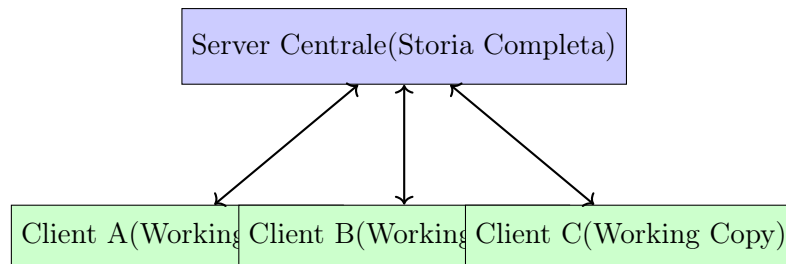 Server Centrale(Storia Completa)
Client A(Working
Client B(Working
Client C(Working Copy)